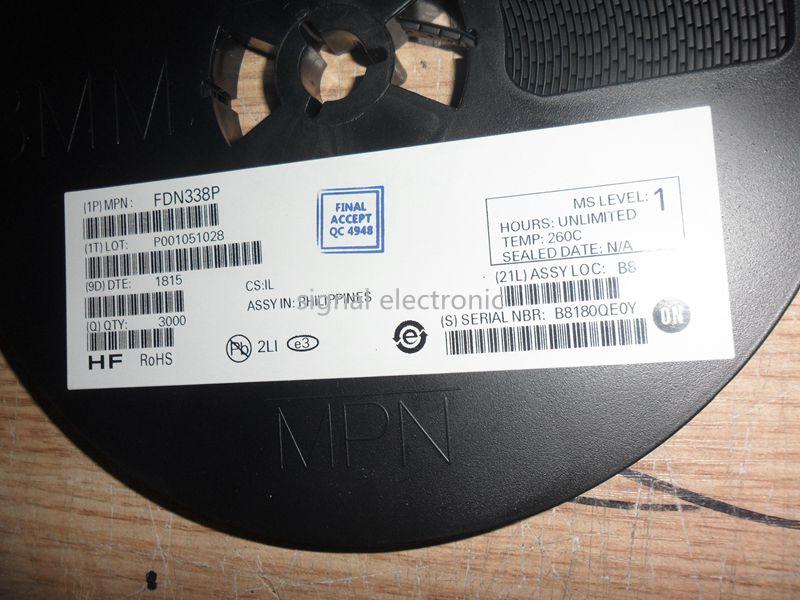 (1P) MPN: FDN338P
(1T) LOT: P001051028
(9D) DTE: 1815
(Q) QTY: 3000
HF RoHS
FINAL
ACCEPT
QC 4948
CS:IL
ASSY IN: PHILIPPINES
Pb 2LI e3
e
MS LEVEL: 1
HOURS: UNLIMITED
TEMP: 260C
SEALED DATE: N/A
(21L) ASSY LOC: B8
(S) SERIAL NBR: B8180QE0Y
ON
signal electronic
MPN